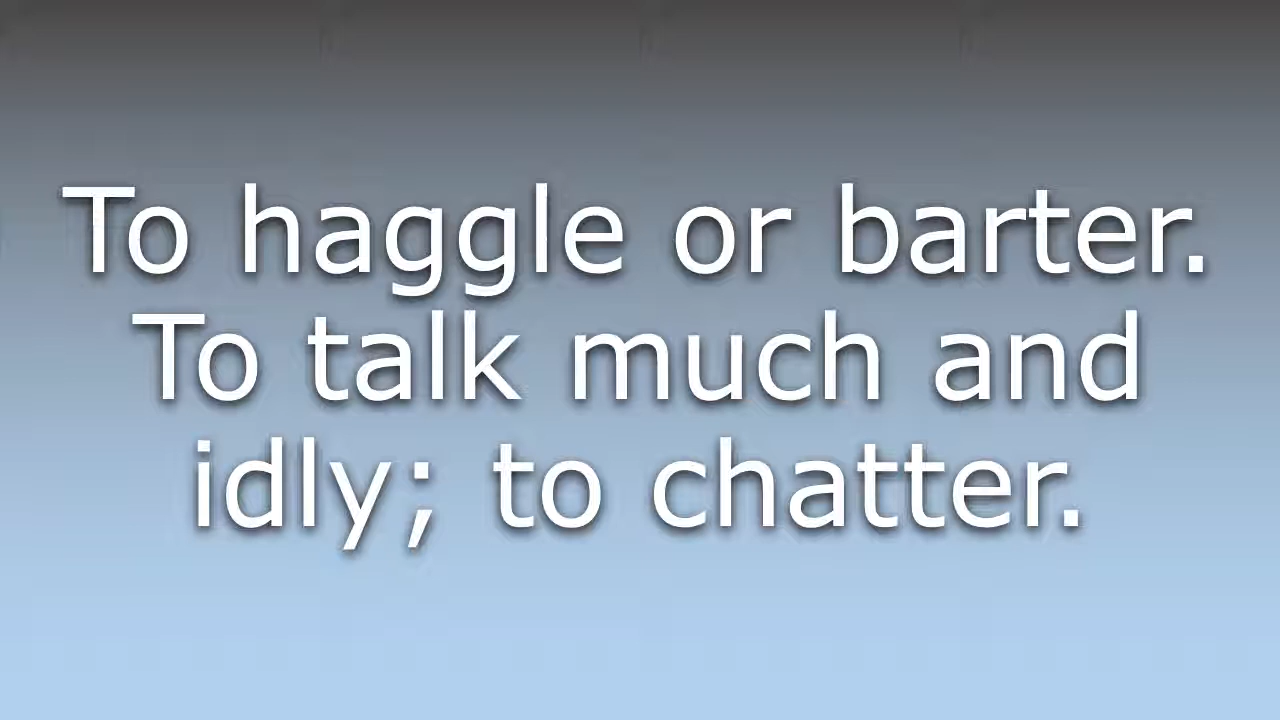 To haggle or barter.
To talk much and
idly; to chatter.